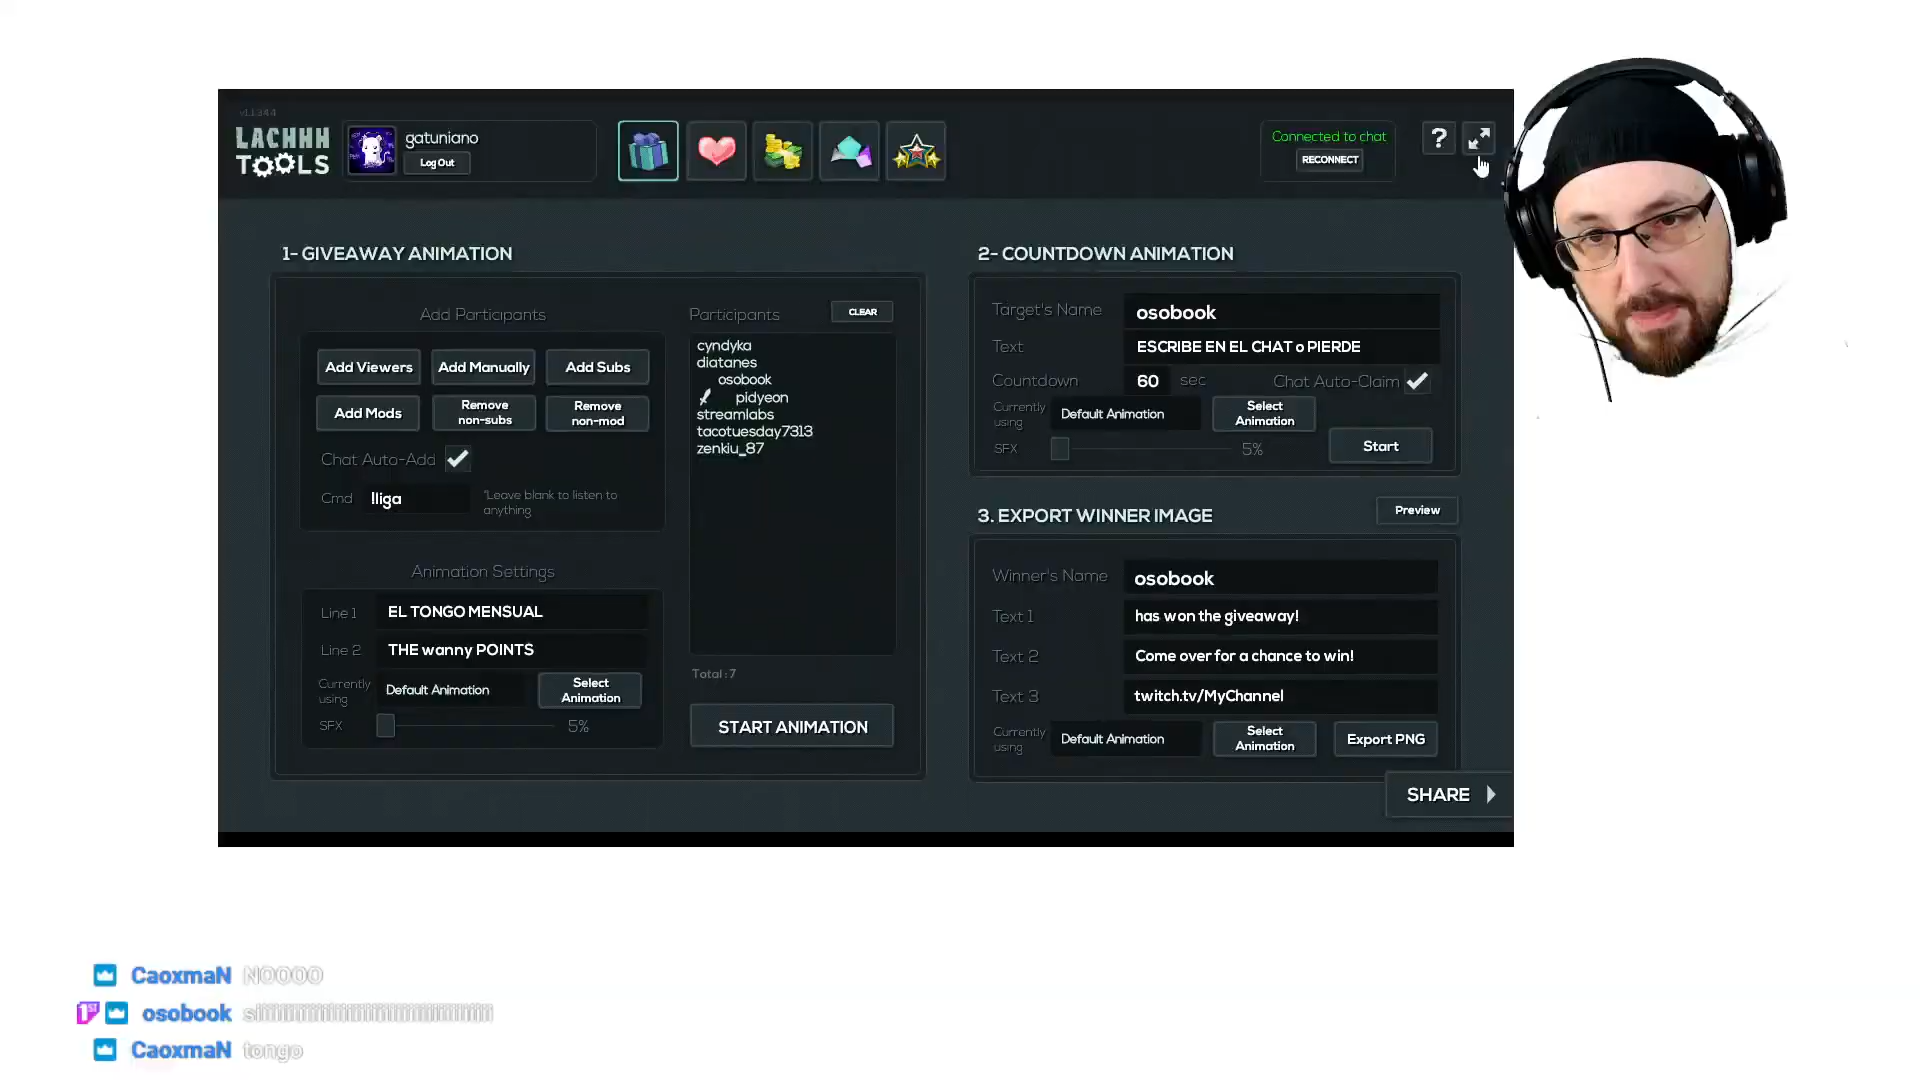 v1.1.344
LACHHH
TOOLS
gatuniano
Log Out
Connected to chat
RECONNECT
?
1- GIVEAWAY ANIMATION
Add Participants
Add Viewers
Add Manually
Add Subs
Add Mods
Remove non-subs
Remove non-mod
Chat Auto-Add
Cmd
!liga
*Leave blank to listen to
anything
Participants
CLEAR
cyndyka
diatanes
osobook
pidyeon
streamlabs
tacotuesday7313
zenkiu_87
Total : 7
START ANIMATION
Animation Settings
Line 1
EL TONGO MENSUAL
Line 2
THE wanny POINTS
Currently using
Default Animation
Select Animation
SFX
5%
2- COUNTDOWN ANIMATION
Target's Name
osobook
Text
ESCRIBE EN EL CHAT o PIERDE
Countdown
60 sec
Chat Auto-Claim
Currently using
Default Animation
Select Animation
SFX
5%
Start
3. EXPORT WINNER IMAGE
Preview
Winner's Name
osobook
Text 1
has won the giveaway!
Text 2
Come over for a chance to win!
Text 3
twitch.tv/MyChannel
Currently using
Default Animation
Select Animation
Export PNG
SHARE
CaoxmaN NOOOO
1ST osobook
CaoxmaN tongo